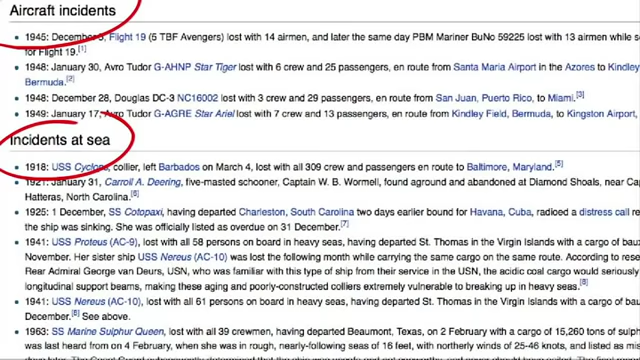 Aircraft incidents
1945: December 5, Flight 19 (5 TBF Avengers) lost with 14 airmen, and later the same day PBM Mariner BuNo 59225 lost with 13 airmen while s
for Flight 19.[1]
1948: January 30, Avro Tudor G-AHNP Star Tiger lost with 6 crew and 25 passengers, en route from Santa Maria Airport in the Azores to Kindley
Bermuda.[2]
1948: December 28, Douglas DC-3 NC16002 lost with 3 crew and 29 passengers, en route from San Juan, Puerto Rico, to Miami.[3]
1949: January 17, Avro Tudor G-AGRE Star Ariel lost with 7 crew and 13 passengers, en route from Kindley Field, Bermuda, to Kingston Airport,
Incidents at sea
1918: USS Cyclops, collier, left Barbados on March 4, lost with all 309 crew and passengers en route to Baltimore, Maryland.[5]
1921: January 31, Carroll A. Deering, five-masted schooner, Captain W. B. Wormell, found aground and abandoned at Diamond Shoals, near Cap
Hatteras, North Carolina.[6]
1925: 1 December, SS Cotopaxi, having departed Charleston, South Carolina two days earlier bound for Havana, Cuba, radioed a distress call re
the ship was sinking. She was officially listed as overdue on 31 December.[7]
1941: USS Proteus (AC-9), lost with all 58 persons on board in heavy seas, having departed St. Thomas in the Virgin Islands with a cargo of bau
November. Her sister ship USS Nereus (AC-10) was lost the following month while carrying the same cargo on the same route. According to rese
Rear Admiral George van Deurs, USN, who was familiar with this type of ship from their service in the USN, the acidic coal cargo would seriously
longitudinal support beams, making these aging and poorly-constructed colliers extremely vulnerable to breaking up in heavy seas.[8]
1941: USS Nereus (AC-10), lost with all 61 persons on board in heavy seas, having departed St. Thomas in the Virgin Islands with a cargo of bau
December.[8] See above.
1963: SS Marine Sulphur Queen, lost with all 39 crewmen, having departed Beaumont, Texas, on 2 February with a cargo of 15,260 tons of sulp
was last heard from on 4 February, when she was in rough, nearly-following seas of 16 feet, with northerly winds of 25-46 knots, and listed as mis